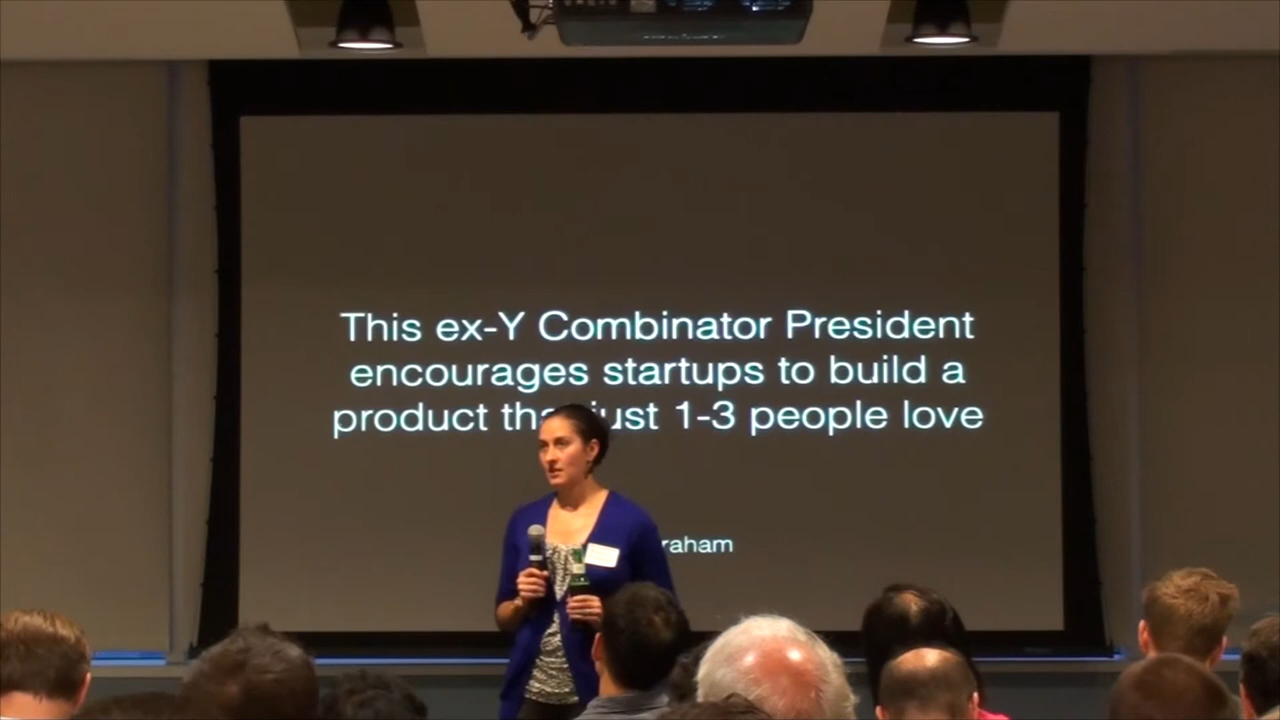 This ex-Y Combinator President
encourages startups to build a
product just 1-3 people love